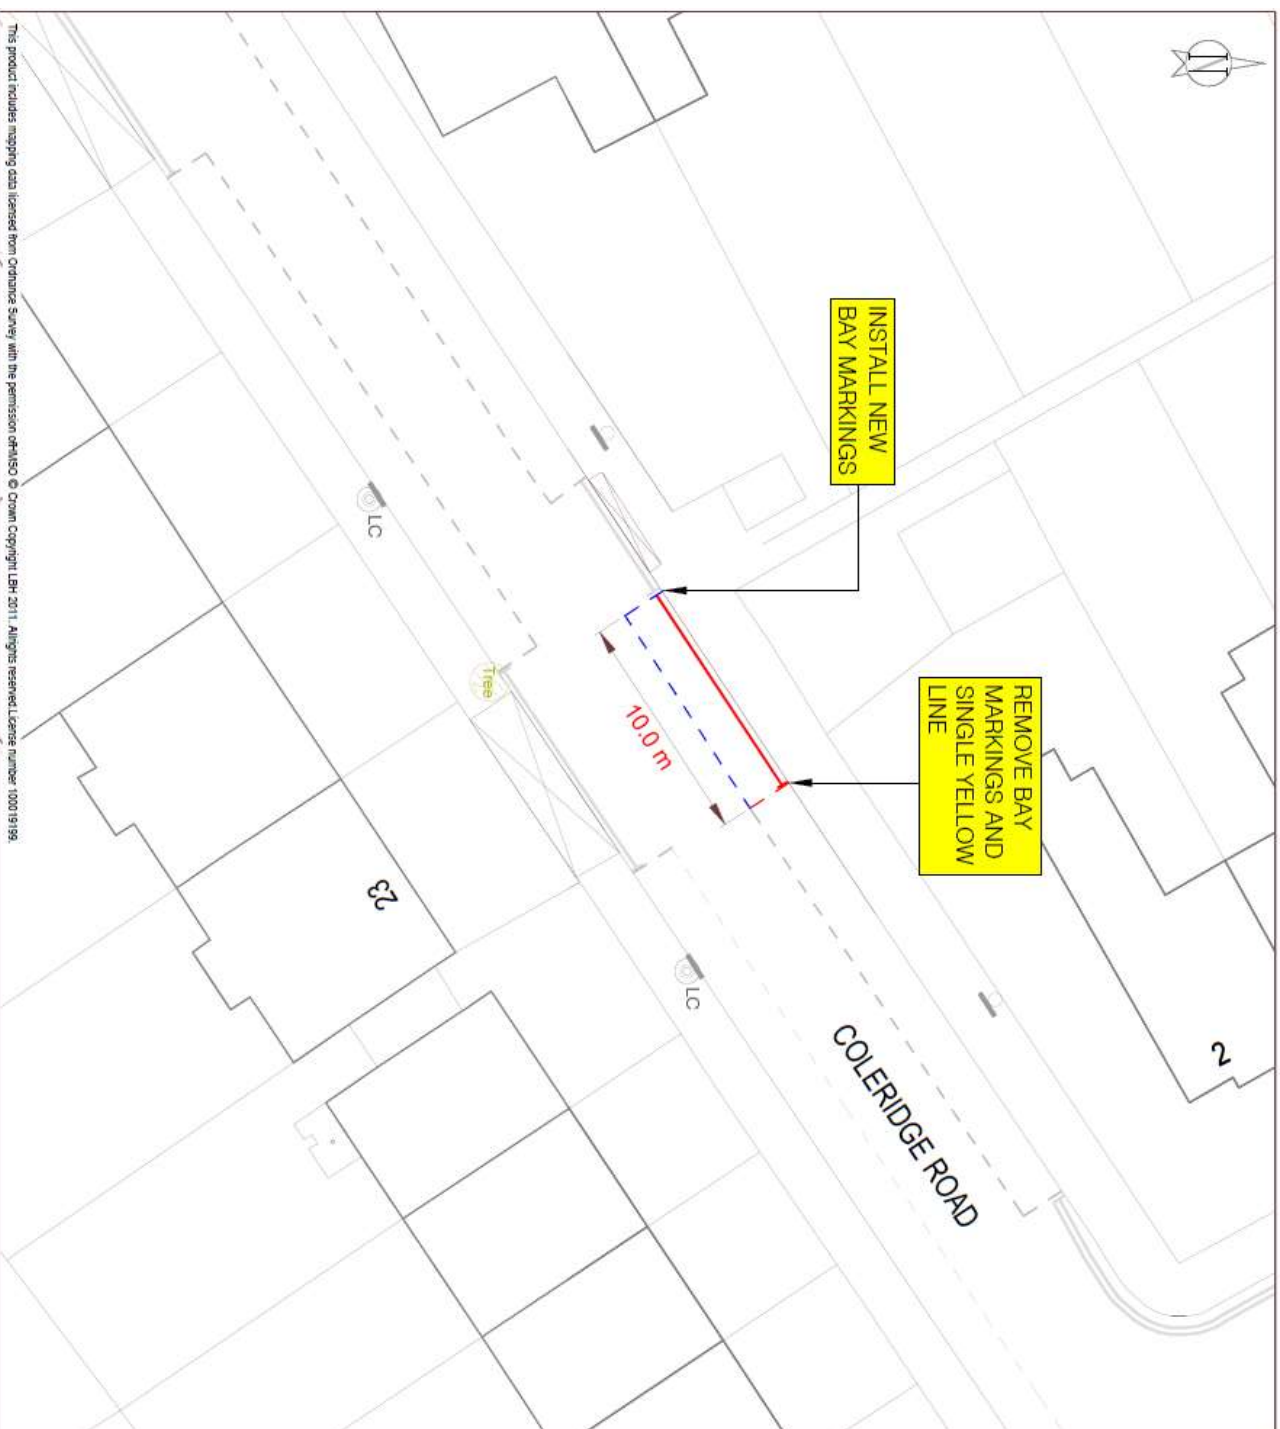 INSTALL NEW
BAY MARKINGS
REMOVE BAY
MARKINGS AND
SINGLE YELLOW
LINE
10.0 m
LC
Tree
23
LC
COLERIDGE ROAD
2
This product includes mapping data licensed from Ordnance Survey with the permission of HMSO © Crown Copyright LBH 2011. All rights reserved. License number 100019199.